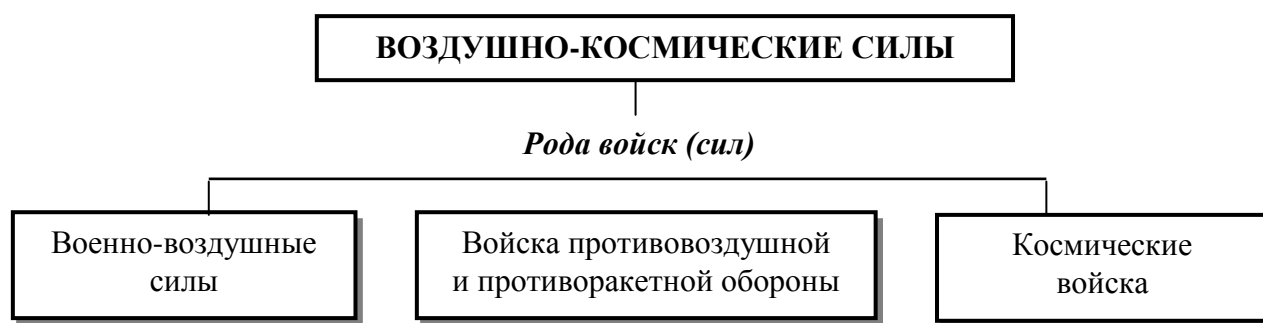 ВОЗДУШНО-КОСМИЧЕСКИЕ СИЛЫ
Рода войск (сил)
Военно-воздушные
силы
Войска противовоздушной
и противоракетной обороны
Космические
войска